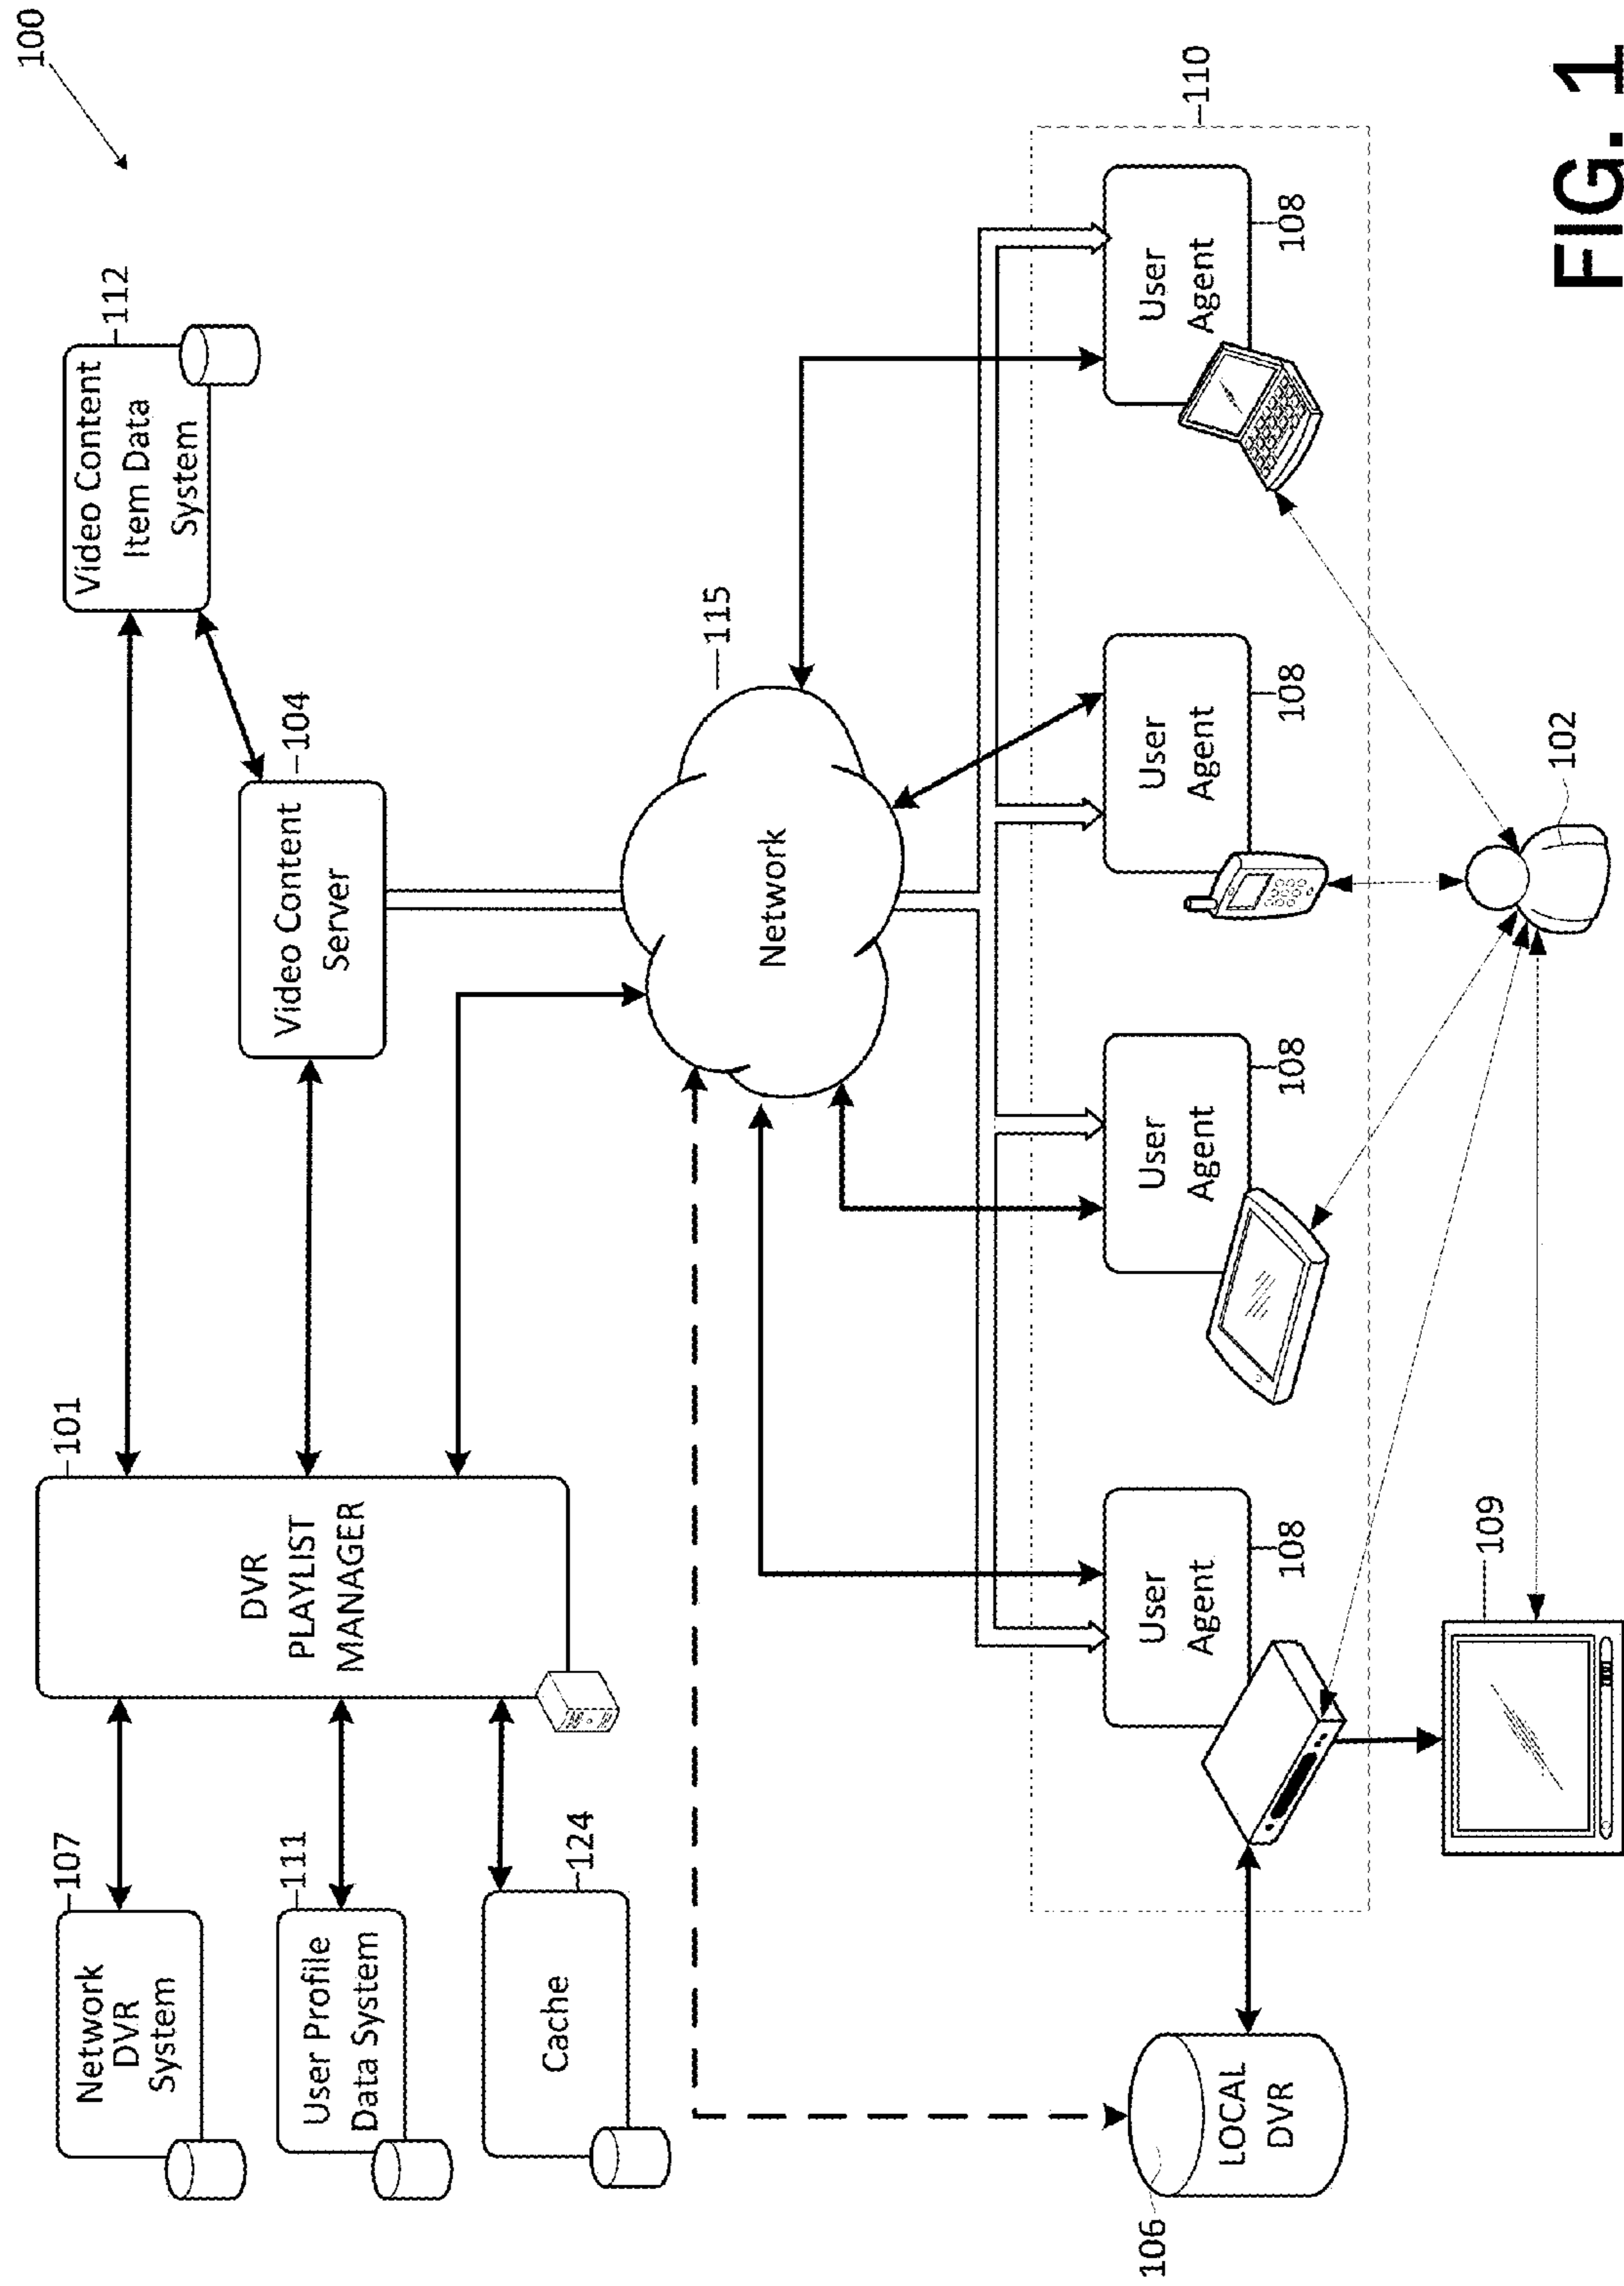 100
Network
DVR
System
107
User Profile
Data System
111
Cache
124
DVR
PLAYLIST
MANAGER
101
Video Content
Server
104
Video Content
Item Data
System
112
Network
115
LOCAL
DVR
106
User
Agent
108
User
Agent
108
User
Agent
108
User
Agent
108
110
109
102
FIG. 1